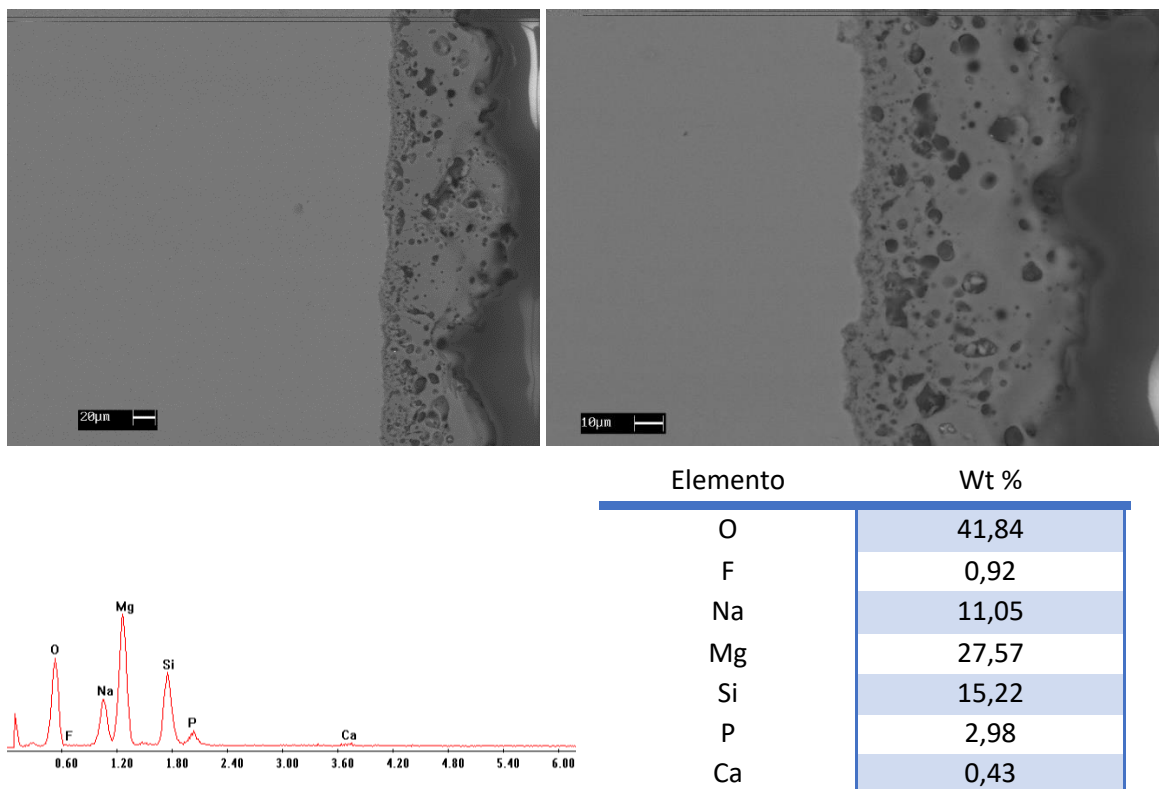 20µm
10µm
Elemento Wt %
O 41,84
F 0,92
Na 11,05
Mg 27,57
Si 15,22
P 2,98
Ca 0,43
Mg
O
Si
Na
P
F
Ca
0.60 1.20 1.80 2.40 3.00 3.60 4.20 4.80 5.40 6.00